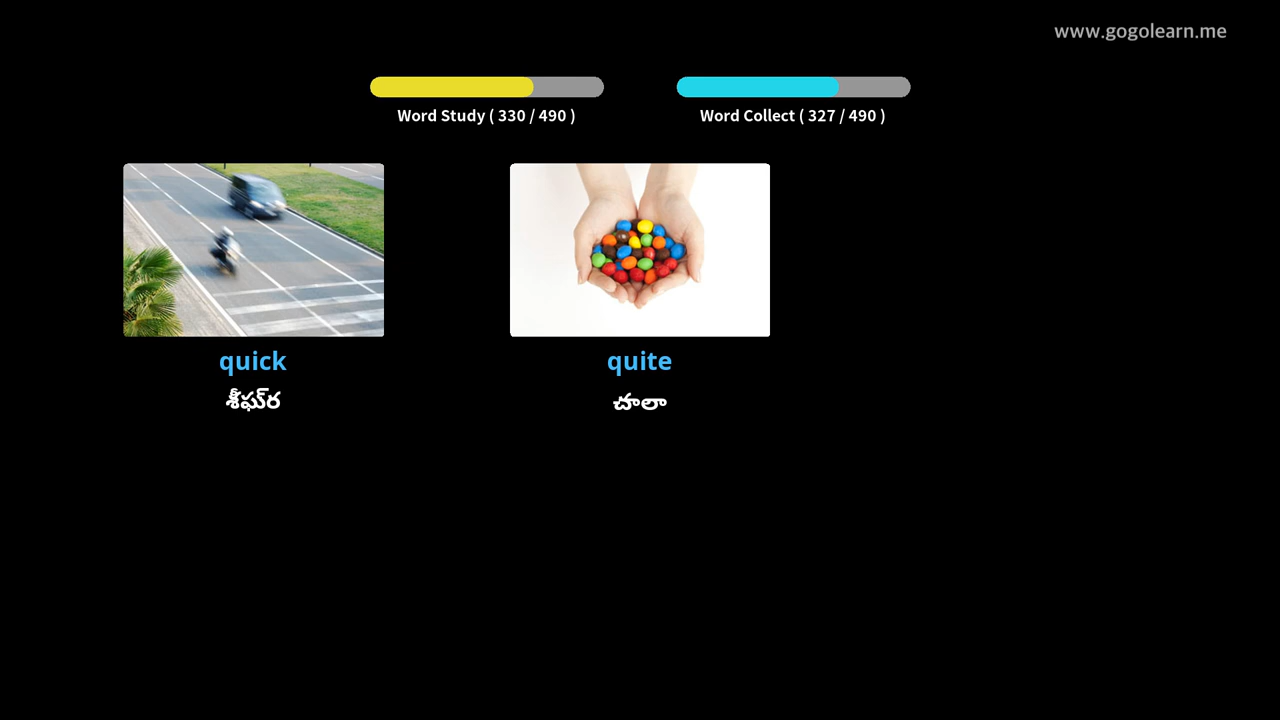 www.gogolearn.me
Word Study ( 330 / 490 )
Word Collect ( 327 / 490 )
quick
శీఘ్ర
quite
చాలా